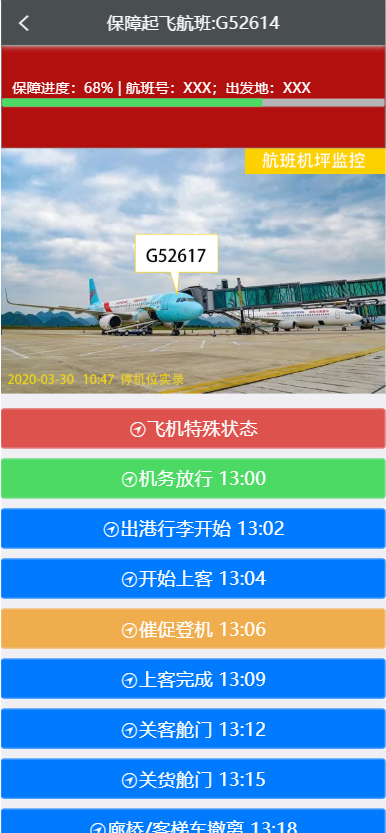 保障起飞航班:G52614
保障进度：68% | 航班号：XXX；出发地：XXX
航班机坪监控
G52617
2020-03-30 10:47 停机位实录
飞机特殊状态
机务放行 13:00
出港行李开始 13:02
开始上客 13:04
催促登机 13:06
上客完成 13:09
关客舱门 13:12
关货舱门 13:15
廊桥/客梯车撤离 13:18